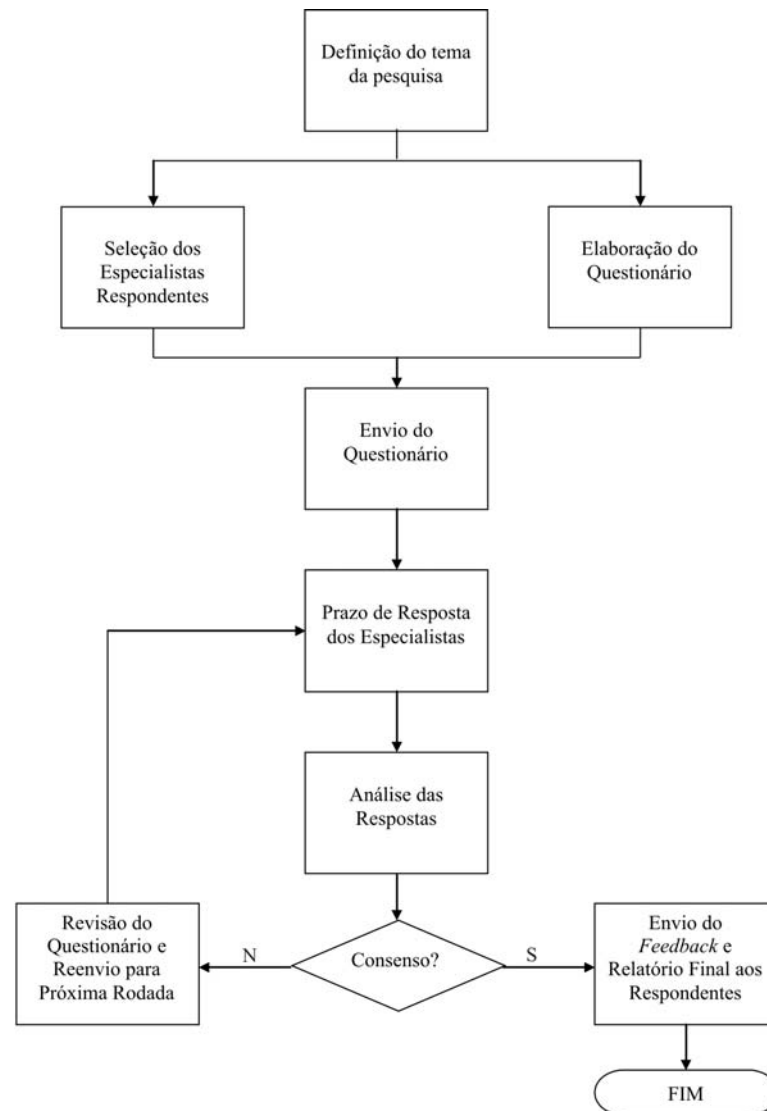 Definição do tema
da pesquisa
Seleção dos
Especialistas
Respondentes
Elaboração do
Questionário
Envio do
Questionário
Prazo de Resposta
dos Especialistas
Análise das
Respostas
Consenso?
N
S
Revisão do
Questionário e
Reenvio para
Próxima Rodada
Envio do
Feedback e
Relatório Final aos
Respondentes
FIM